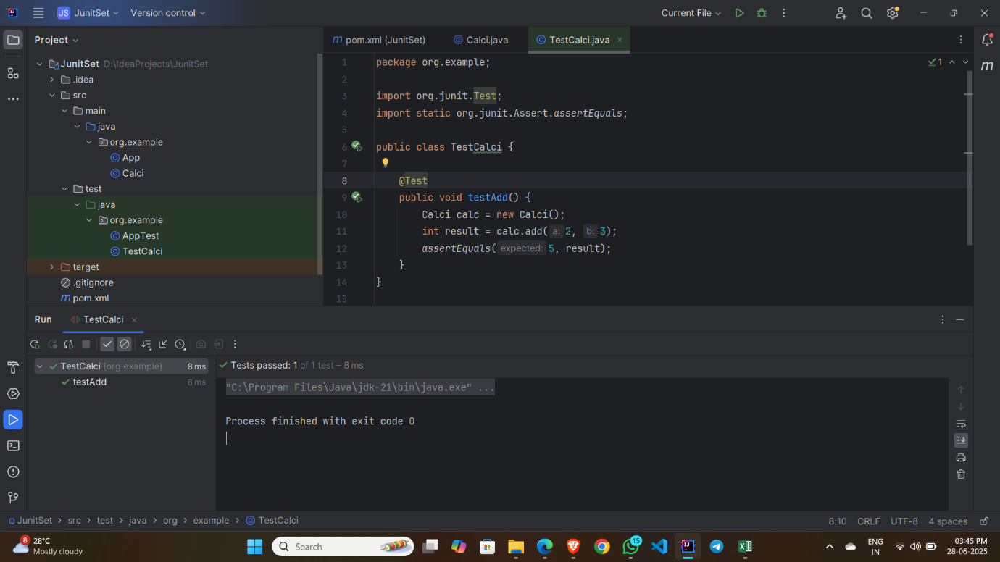 JS JunitSet Version control Current File
Project
pom.xml (JunitSet) Calci.java TestCalci.java
JunitSet D:\IdeaProjects\JunitSet
.idea
src
main
java
org.example
App
Calci
test
java
org.example
AppTest
TestCalci
target
.gitignore
pom.xml
1 package org.example;
2
3 import org.junit.Test;
4 import static org.junit.Assert.assertEquals;
5
6 public class TestCalci {
7
8 @Test
9 public void testAdd() {
10 Calci calc = new Calci();
11 int result = calc.add( a: 2, b: 3);
12 assertEquals( expected: 5, result);
13 }
14 }
15
1
m
Run TestCalci
TestCalci (org.example) 8 ms
testAdd 8 ms
Tests passed: 1 of 1 test – 8 ms
"C:\Program Files\Java\jdk-21\bin\java.exe" ...
Process finished with exit code 0
JunitSet > src > test > java > org > example > TestCalci
8:10 CRLF UTF-8 4 spaces
8
28°C
Mostly cloudy
Search
15
ENG
IN
03:45 PM
28-06-2025